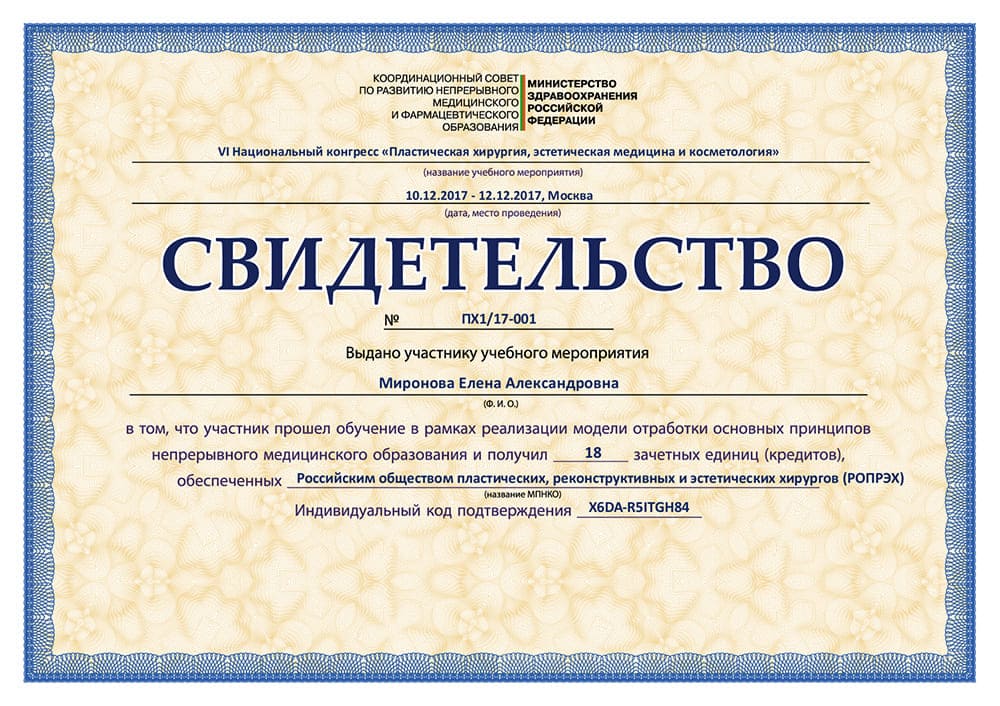 КООРДИНАЦИОННЫЙ СОВЕТ
ПО РАЗВИТИЮ НЕПРЕРЫВНОГО
МЕДИЦИНСКОГО
И ФАРМАЦЕВТИЧЕСКОГО
ОБРАЗОВАНИЯ
МИНИСТЕРСТВО
ЗДРАВООХРАНЕНИЯ
РОССИЙСКОЙ
ФЕДЕРАЦИИ
VI Национальный конгресс «Пластическая хирургия, эстетическая медицина и косметология»
(название учебного мероприятия)
10.12.2017 - 12.12.2017, Москва
(дата, место проведения)
СВИДЕТЕЛЬСТВО
№ ПХ1/17-001
Выдано участнику учебного мероприятия
Миронова Елена Александровна
(Ф. И. О.)
в том, что участник прошел обучение в рамках реализации модели отработки основных принципов
непрерывного медицинского образования и получил 18 зачетных единиц (кредитов),
обеспеченных Российским обществом пластических, реконструктивных и эстетических хирургов (РОПРЭХ)
(название МПНКО)
Индивидуальный код подтверждения X6DA-R5ITGH84